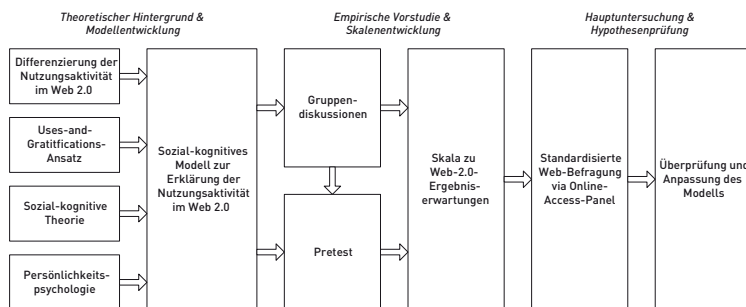 Theoretischer Hintergrund &
Modellentwicklung
Empirische Vorstudie &
Skalenentwicklung
Hauptuntersuchung &
Hypothesenprüfung
Differenzierung der
Nutzungsaktivität
im Web 2.0
Uses-and-
Gratitfications-
Ansatz
Sozial-kognitive
Theorie
Persönlichkeits-
psychologie
Sozial-kognitives
Modell zur
Erklärung der
Nutzungsaktivität
im Web 2.0
Gruppen-
diskussionen
Pretest
Skala zu
Web-2.0-
Ergebnis-
erwartungen
Standardisierte
Web-Befragung
via Online-
Access-Panel
Überprüfung und
Anpassung des
Modells